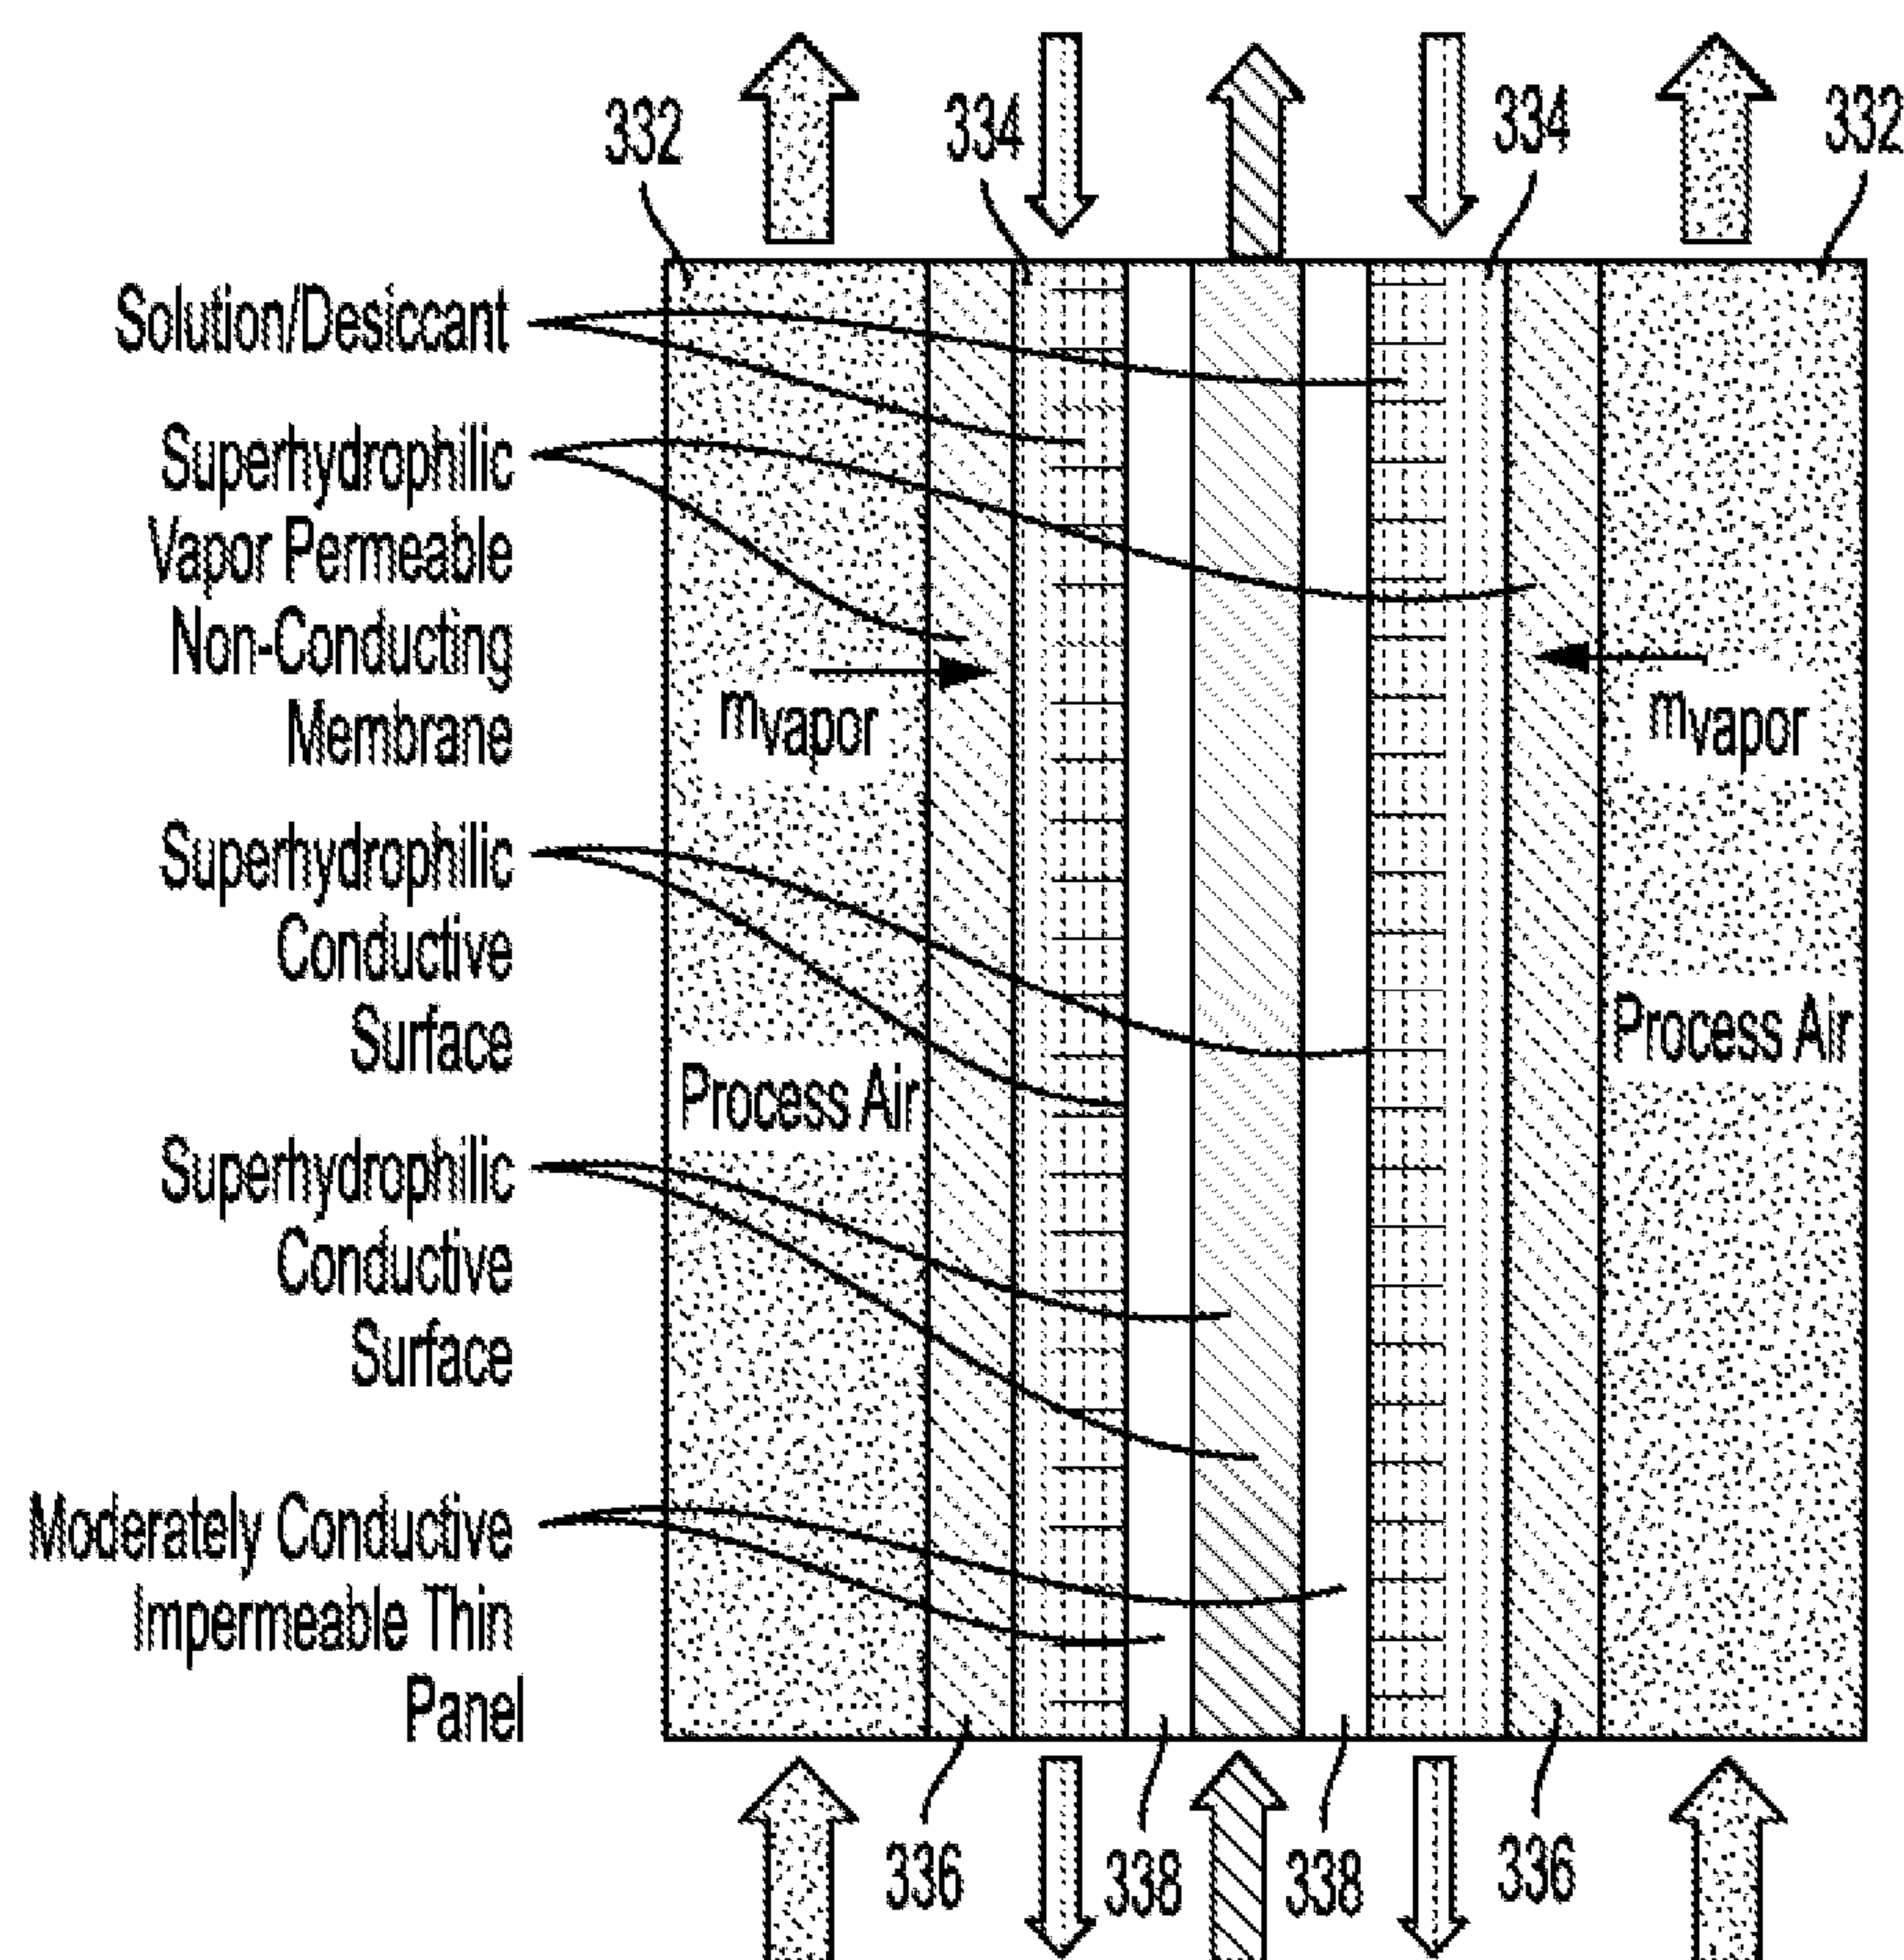 332
334
334
332
Solution/Desiccant
Superhydrophilic
Vapor Permeable
Non-Conducting
Membrane
mvapor
mvapor
Superhydrophilic
Conductive
Surface
Process Air
Process Air
Superhydrophilic
Conductive
Surface
Moderately Conductive
Impermeable Thin
Panel
336
338
338
336